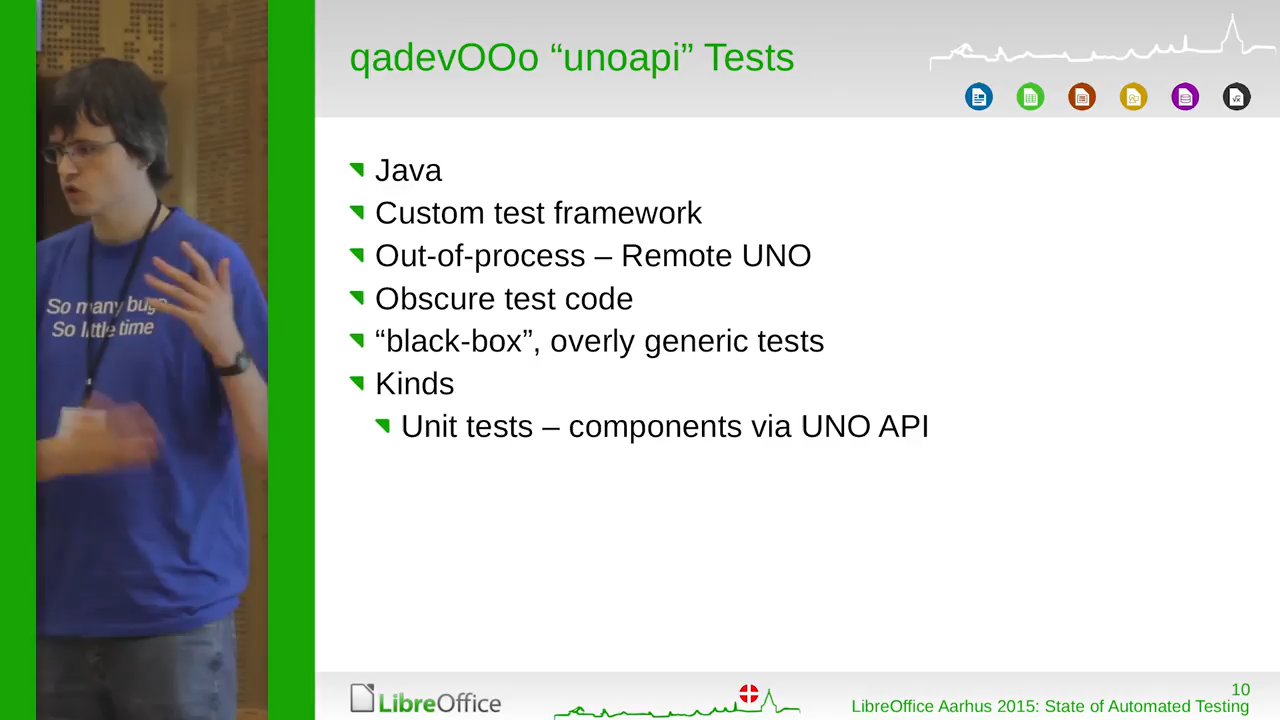 qadevOOo “unoapi” Tests
Java
Custom test framework
Out-of-process – Remote UNO
Obscure test code
“black-box”, overly generic tests
Kinds
Unit tests – components via UNO API
So many bugs
So little time
LibreOffice
10
LibreOffice Aarhus 2015: State of Automated Testing